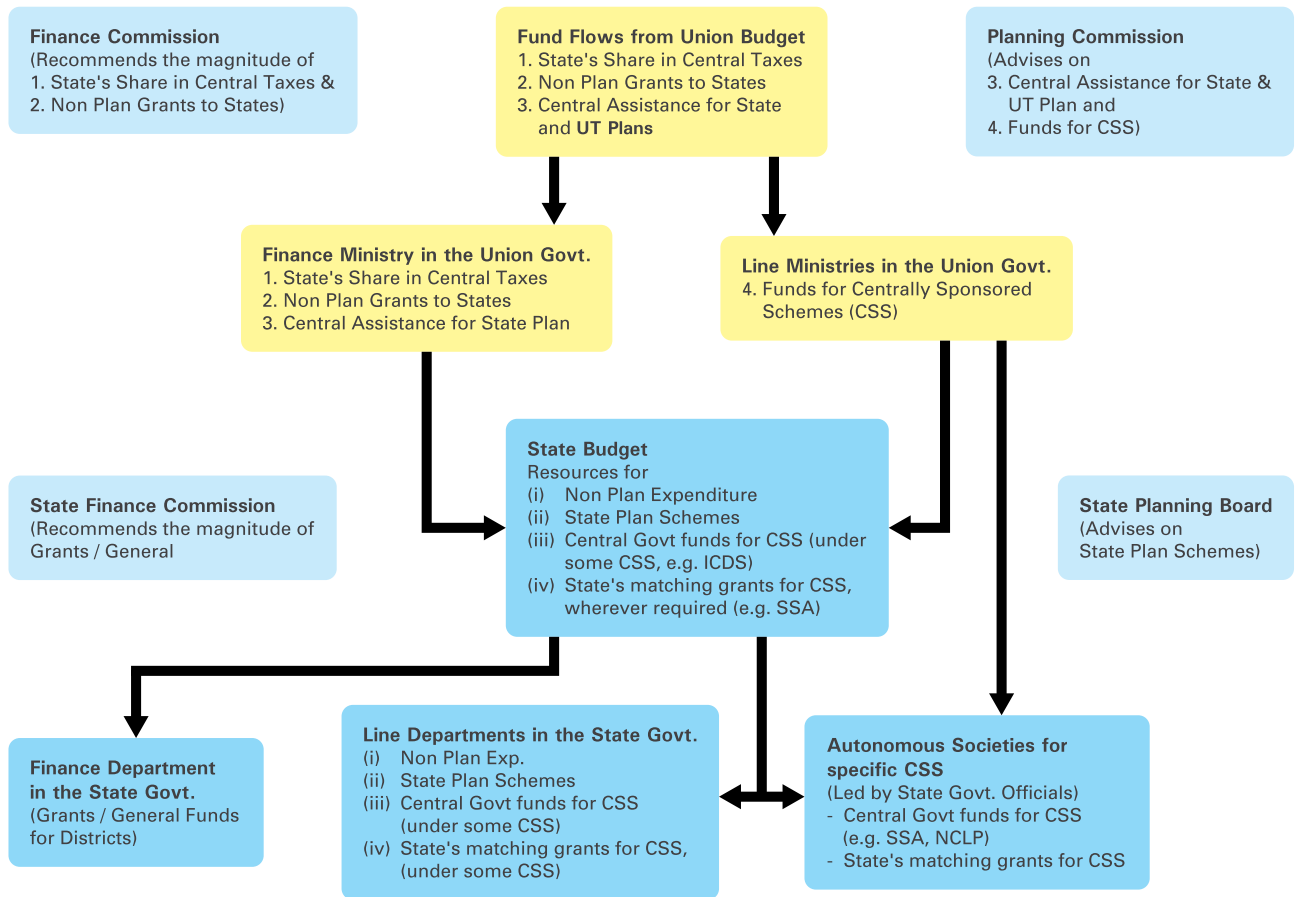 Finance Commission
(Recommends the magnitude of
1. State's Share in Central Taxes &
2. Non Plan Grants to States)
Fund Flows from Union Budget
1. State's Share in Central Taxes
2. Non Plan Grants to States
3. Central Assistance for State
and UT Plans
Planning Commission
(Advises on
3. Central Assistance for State &
UT Plan and
4. Funds for CSS)
Finance Ministry in the Union Govt.
1. State's Share in Central Taxes
2. Non Plan Grants to States
3. Central Assistance for State Plan
Line Ministries in the Union Govt.
4. Funds for Centrally Sponsored
Schemes (CSS)
State Budget
Resources for
(i) Non Plan Expenditure
(ii) State Plan Schemes
(iii) Central Govt funds for CSS (under
some CSS, e.g. ICDS)
(iv) State's matching grants for CSS,
wherever required (e.g. SSA)
State Finance Commission
(Recommends the magnitude of
Grants / General
State Planning Board
(Advises on
State Plan Schemes)
Finance Department
in the State Govt.
(Grants / General Funds
for Districts)
Line Departments in the State Govt.
(i) Non Plan Exp.
(ii) State Plan Schemes
(iii) Central Govt funds for CSS
(under some CSS)
(iv) State's matching grants for CSS,
(under some CSS)
Autonomous Societies for
specific CSS
(Led by State Govt. Officials)
- Central Govt funds for CSS
(e.g. SSA, NCLP)
- State's matching grants for CSS